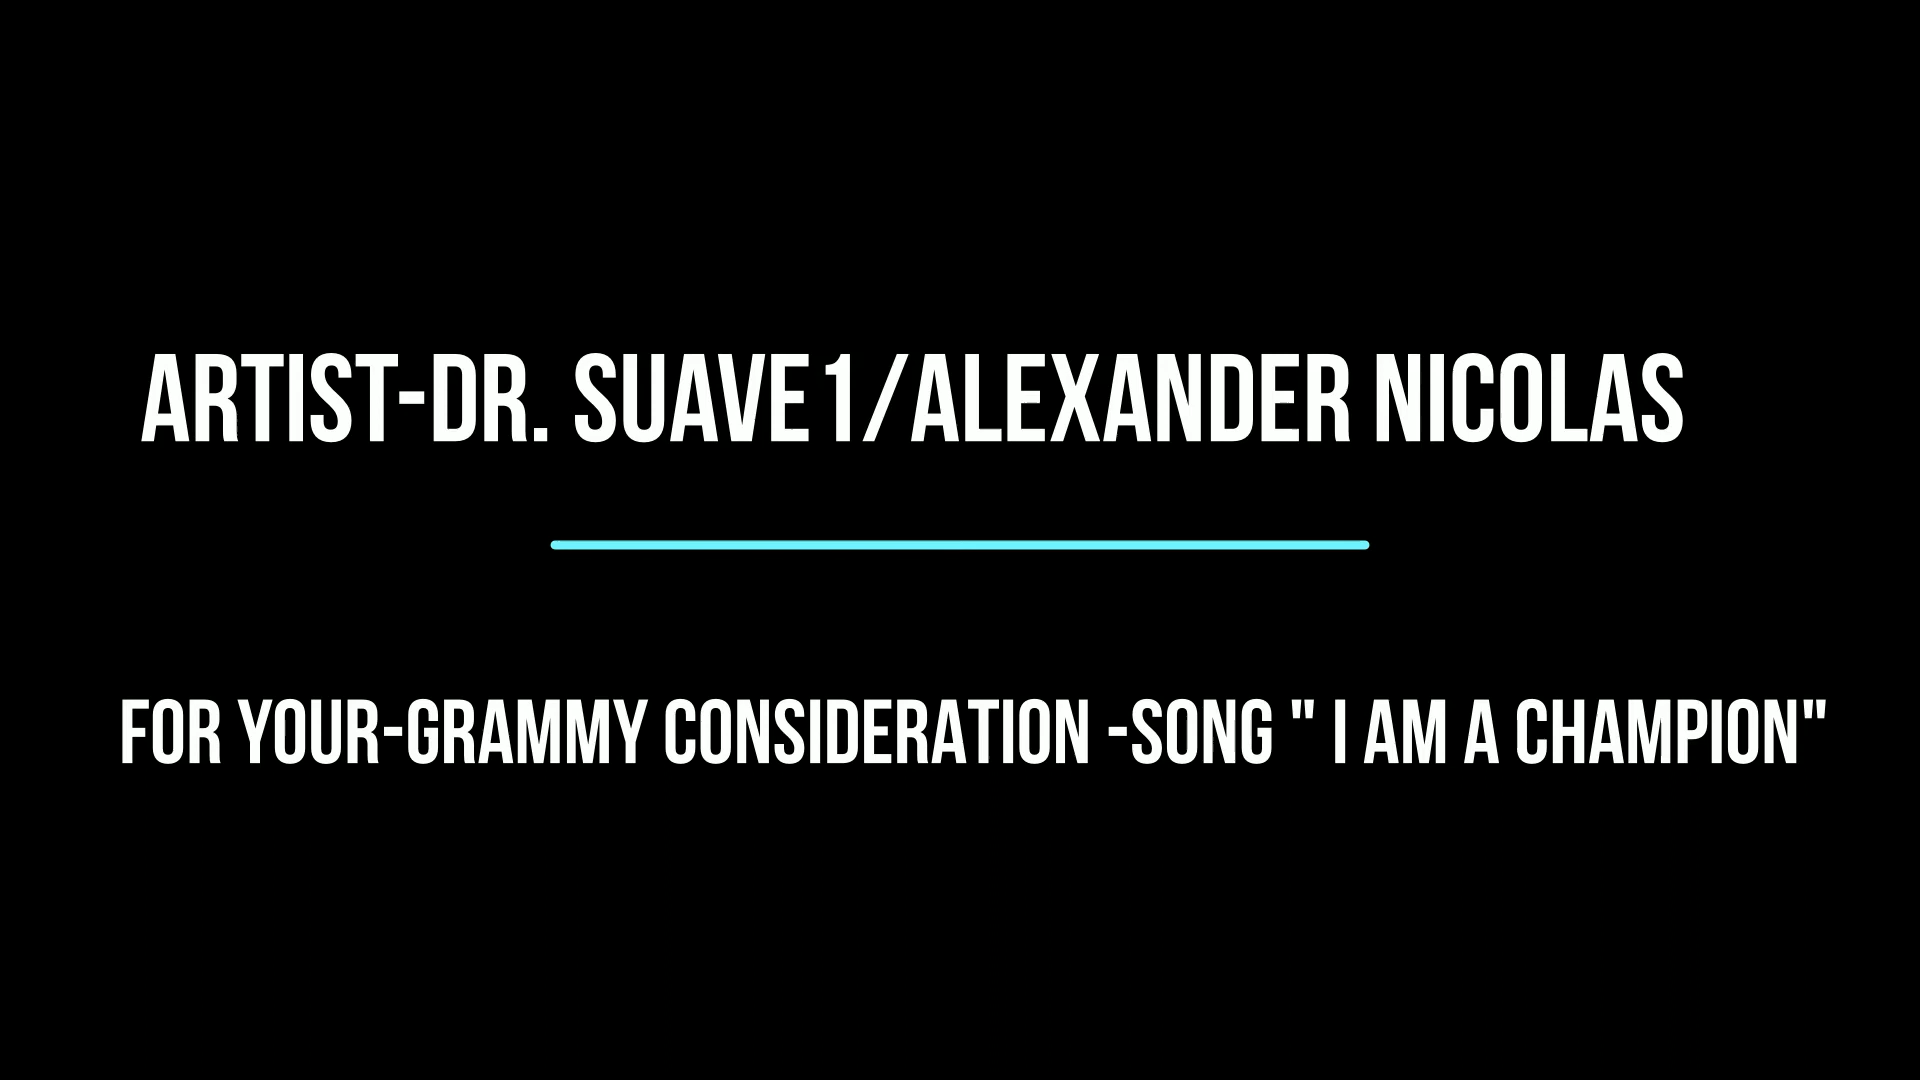 ARTIST-DR. SUAVE1/ALEXANDER NICOLAS
FOR YOUR-GRAMMY CONSIDERATION -SONG " I AM A CHAMPION"